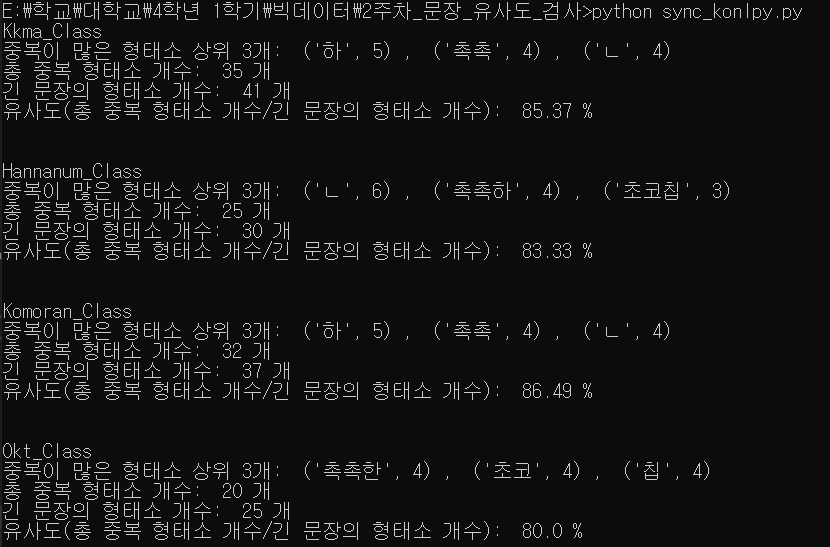 E:₩학교₩대학교₩4학년 1학기₩빅데이터₩2주차_문장_유사도_검사>python sync_konlpy.py
Kkma_Class
중복이 많은 형태소 상위 3개:  ('하', 5) ,  ('촉촉', 4) ,  ('ㄴ', 4)
총 중복 형태소 개수:  35 개
긴 문장의 형태소 개수:  41 개
유사도(총 중복 형태소 개수/긴 문장의 형태소 개수):  85.37 %
Hannanum_Class
중복이 많은 형태소 상위 3개:  ('ㄴ', 6) ,  ('촉촉하', 4) ,  ('초코칩', 3)
총 중복 형태소 개수:  25 개
긴 문장의 형태소 개수:  30 개
유사도(총 중복 형태소 개수/긴 문장의 형태소 개수):  83.33 %
Komoran_Class
중복이 많은 형태소 상위 3개:  ('하', 5) ,  ('촉촉', 4) ,  ('ㄴ', 4)
총 중복 형태소 개수:  32 개
긴 문장의 형태소 개수:  37 개
유사도(총 중복 형태소 개수/긴 문장의 형태소 개수):  86.49 %
Okt_Class
중복이 많은 형태소 상위 3개:  ('촉촉한', 4) ,  ('초코', 4) ,  ('칩', 4)
총 중복 형태소 개수:  20 개
긴 문장의 형태소 개수:  25 개
유사도(총 중복 형태소 개수/긴 문장의 형태소 개수):  80.0 %